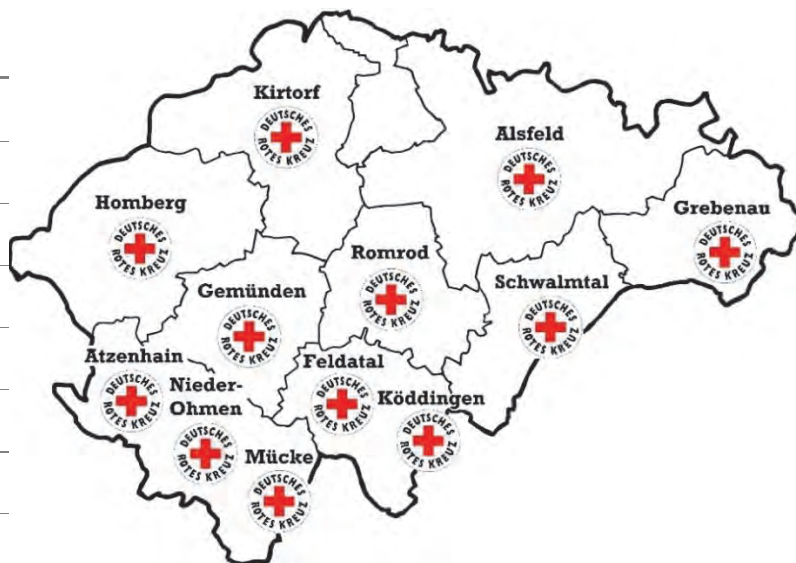 Kirtorf
DEUTSCHES
ROTES KREUZ
Alsfeld
DEUTSCHES
ROTES KREUZ
Homberg
DEUTSCHES
ROTES KREUZ
Grebenau
DEUTSCHES
ROTES KREUZ
Romrod
DEUTSCHES
ROTES KREUZ
Schwalmtal
DEUTSCHES
ROTES KREUZ
Gemünden
DEUTSCHES
ROTES KREUZ
Atzenhain
DEUTSCHES
ROTES KREUZ
Feldatal
DEUTSCHES
ROTES KREUZ
Nieder-
Ohmen
DEUTSCHES
ROTES KREUZ
Köddingen
DEUTSCHES
ROTES KREUZ
Mücke
DEUTSCHES
ROTES KREUZ